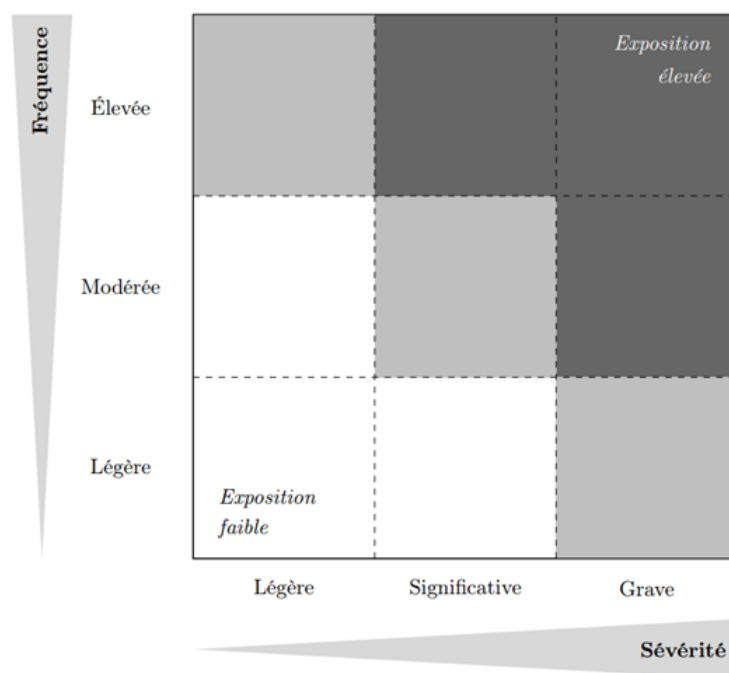 Fréquence
Exposition
élevée
Élevée
Modérée
Légère
Exposition
faible
Légère Significative Grave
Sévérité